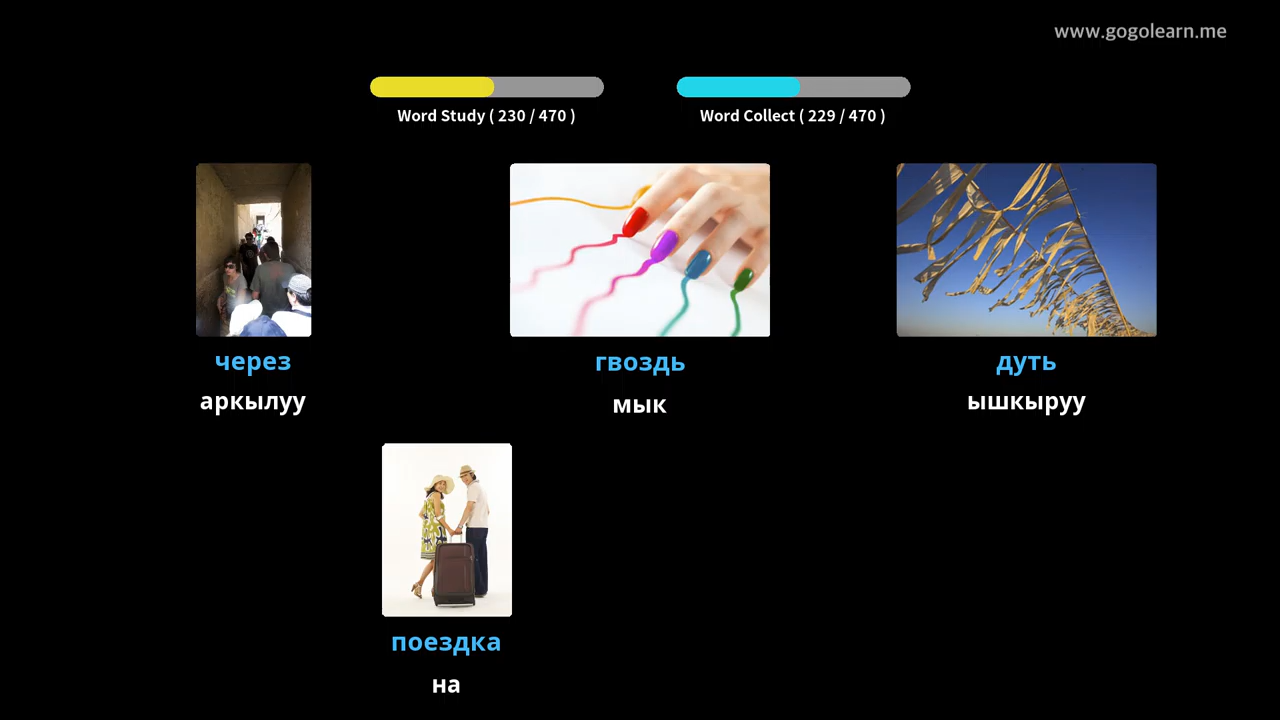 www.gogolearn.me
Word Study ( 230 / 470 )
Word Collect ( 229 / 470 )
через
аркылуу
гвоздь
мык
дуть
ышкыруу
поездка
на